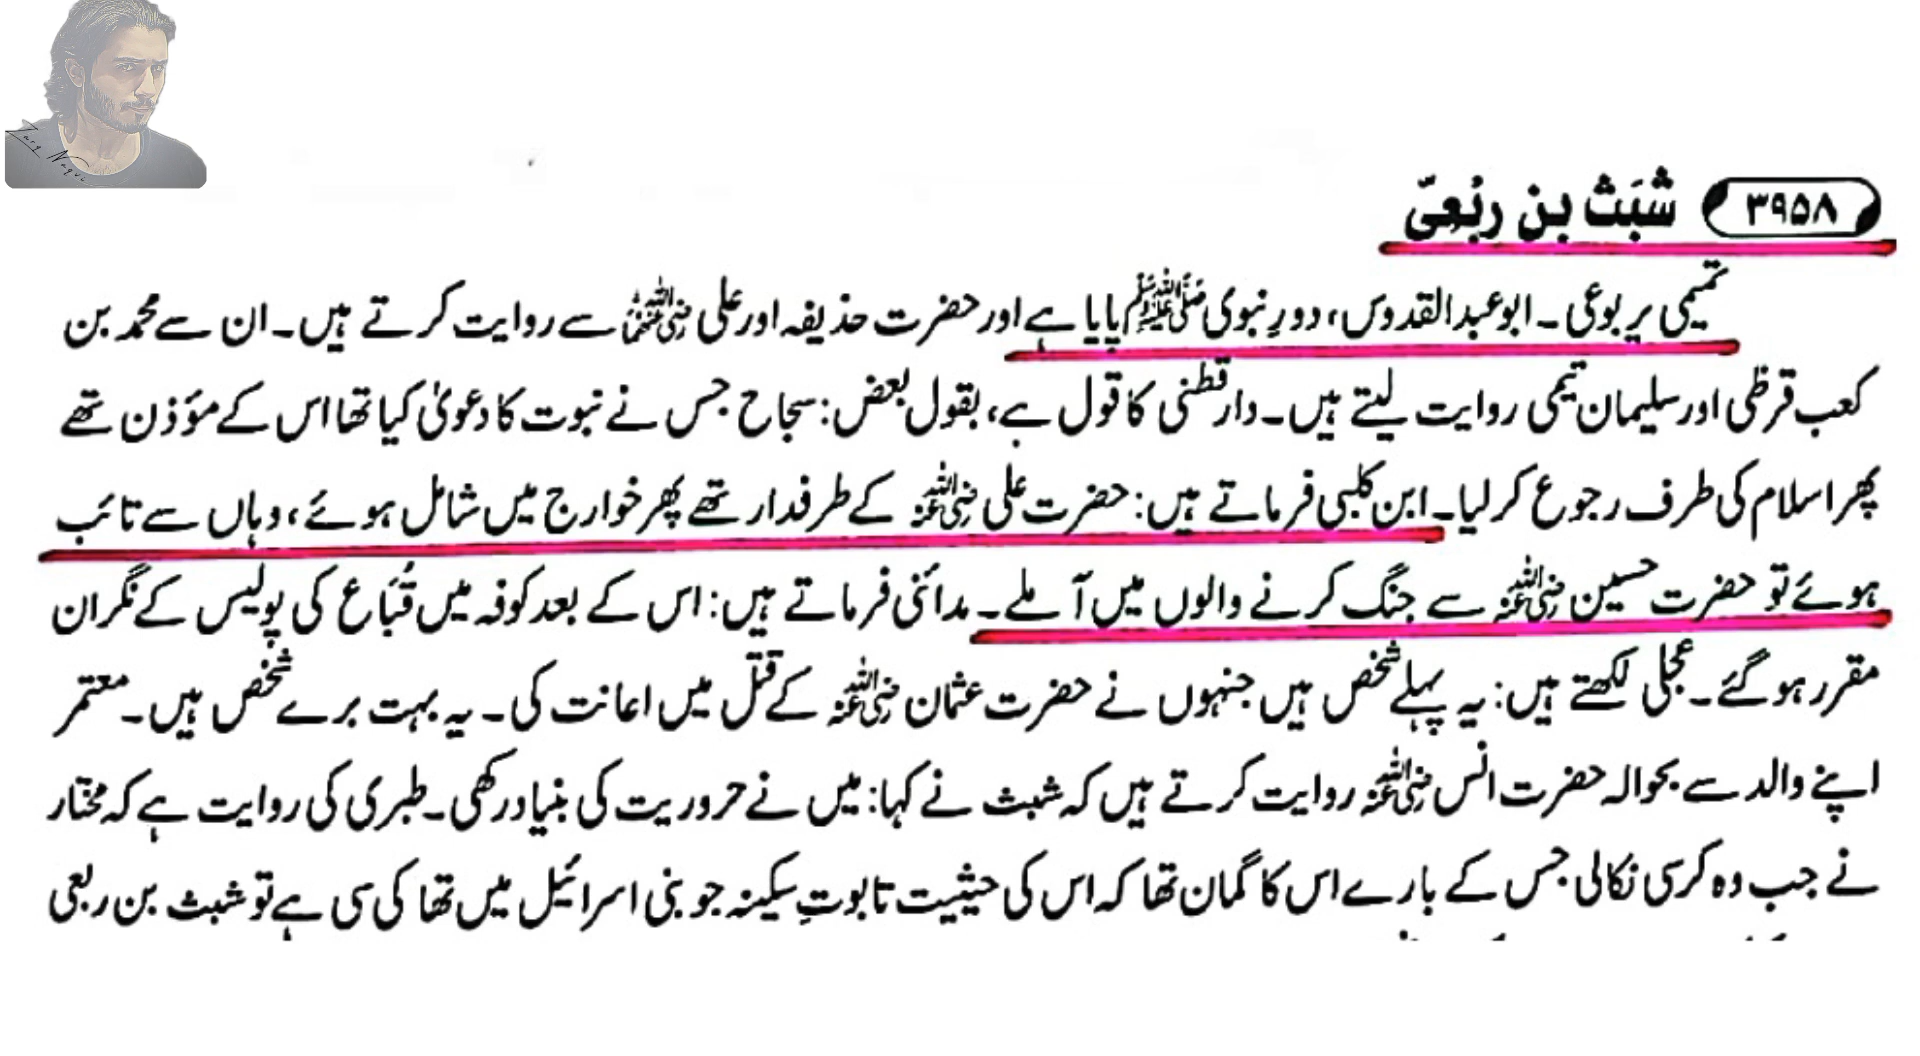 Zarq Naqvi
۳۹۵۸ شَبَث بن رِبْعِیّ
تمیمی یربوعی۔ ابوعبدالقدوس، دورِ نبوی ﷺ پایا ہے اور حضرت حذیفہ اور علی رضی اللہ عنہما سے روایت کرتے ہیں۔ ان سے محمد بن
کعب قرظی اور سلیمان تیمی روایت لیتے ہیں۔ دارقطنی کا قول ہے، بقول بعض: سجاح جس نے نبوت کا دعویٰ کیا تھا اس کے مؤذن تھے
پھر اسلام کی طرف رجوع کر لیا۔ ابن کلبی فرماتے ہیں: حضرت علی رضی اللہ عنہ کے طرفدار تھے پھر خوارج میں شامل ہوئے، وہاں سے تائب
ہوئے تو حضرت حسین رضی اللہ عنہ سے جنگ کرنے والوں میں آ ملے۔ مدائنی فرماتے ہیں: اس کے بعد کوفہ میں قُبَاع کی پولیس کے نگران
مقرر ہو گئے۔ عجلی لکھتے ہیں: یہ پہلے شخص ہیں جنہوں نے حضرت عثمان رضی اللہ عنہ کے قتل میں اعانت کی۔ یہ بہت برے شخص ہیں۔ معتمر
اپنے والد سے بحوالہ حضرت انس رضی اللہ عنہ روایت کرتے ہیں کہ شبث نے کہا: میں نے حروریت کی بنیاد رکھی۔ طبری کی روایت ہے کہ مختار
نے جب وہ کرسی نکالی جس کے بارے اس کا گمان تھا کہ اس کی حیثیت تابوتِ سکینہ جو بنی اسرائیل میں تھا کی سی ہے تو شبث بن ربعی